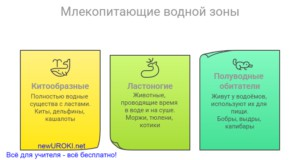 Млекопитающие водной зоны
Китообразные
Полностью водные
существа с ластами.
Киты, дельфины,
кашалоты
Ластоногие
Животные,
проводящие время
в воде и на суше.
Моржи, тюлени,
котики
Полуводные
обитатели
Живут у водоёмов,
используют их для
пищи.
Бобры, выдры,
капибары
newUROKI.net
Всё для учителя - всё бесплатно!